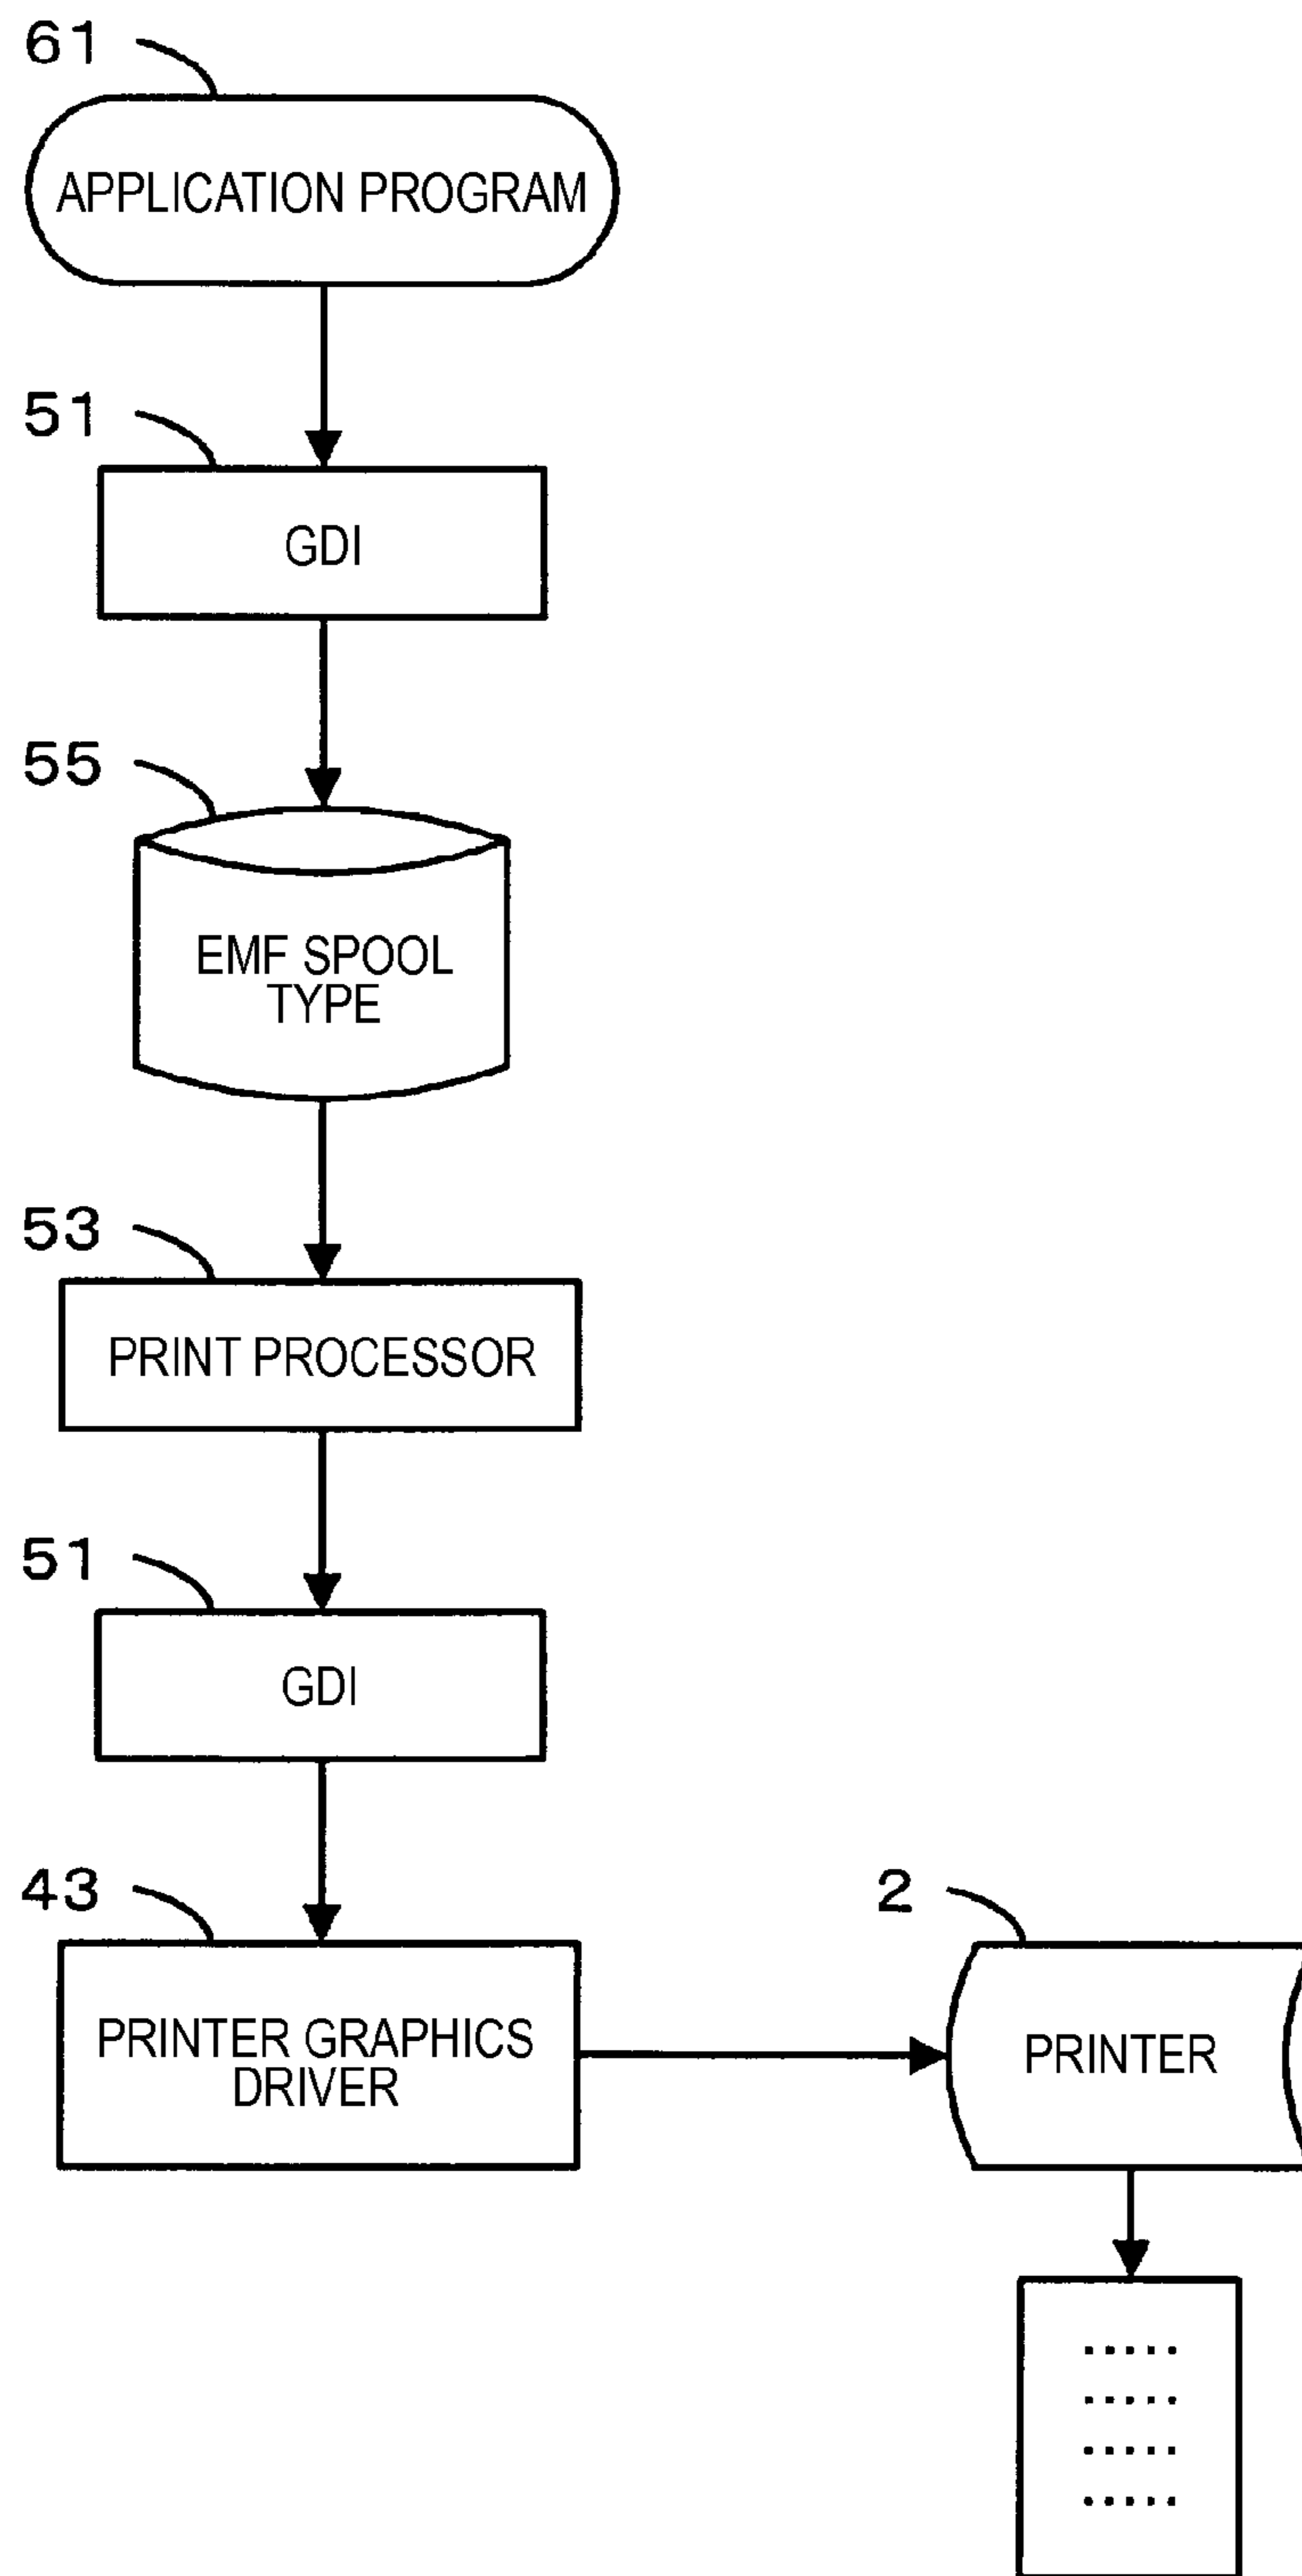 61
APPLICATION PROGRAM
51
GDI
55
EMF SPOOL
TYPE
53
PRINT PROCESSOR
51
GDI
43
PRINTER GRAPHICS
DRIVER
2
PRINTER